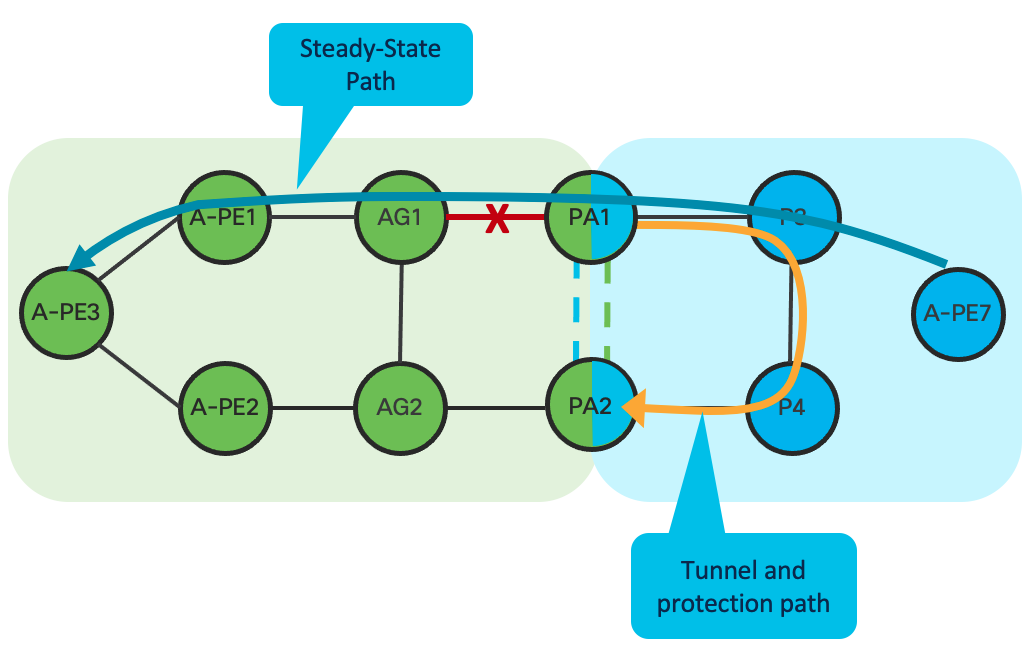 Steady-State
Path
A-PE1
AG1
PA1
P3
A-PE3
A-PE7
A-PE2
AG2
PA2
P4
Tunnel and
protection path